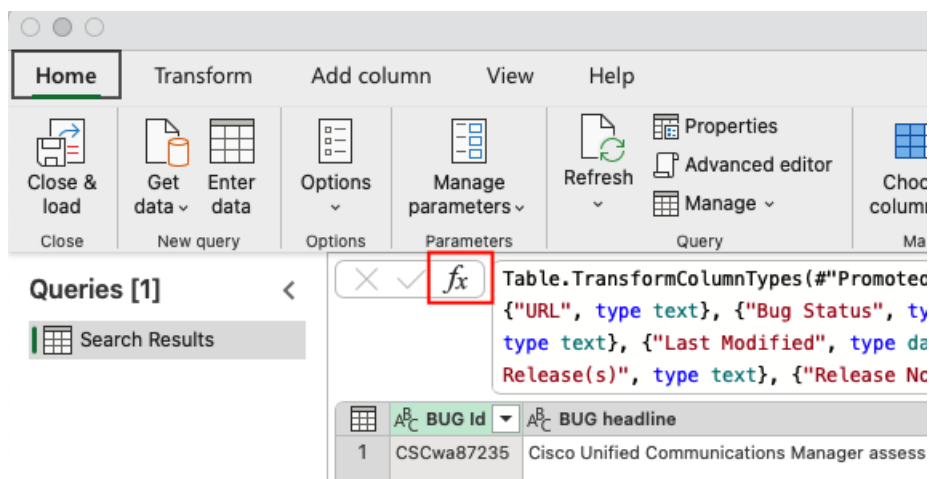 Home Transform Add column View Help
Close & load
Get data
Enter data
Options
Manage parameters
Refresh
Properties
Advanced editor
Manage
Close New query Options Parameters Query
Queries [1]
Search Results
fx
Table.TransformColumnTypes(#"Promoted
{"URL", type text}, {"Bug Status", ty
type text}, {"Last Modified", type da
Release(s)", type text}, {"Release No
ABC BUG Id ABC BUG headline
1 CSCwa87235 Cisco Unified Communications Manager assess